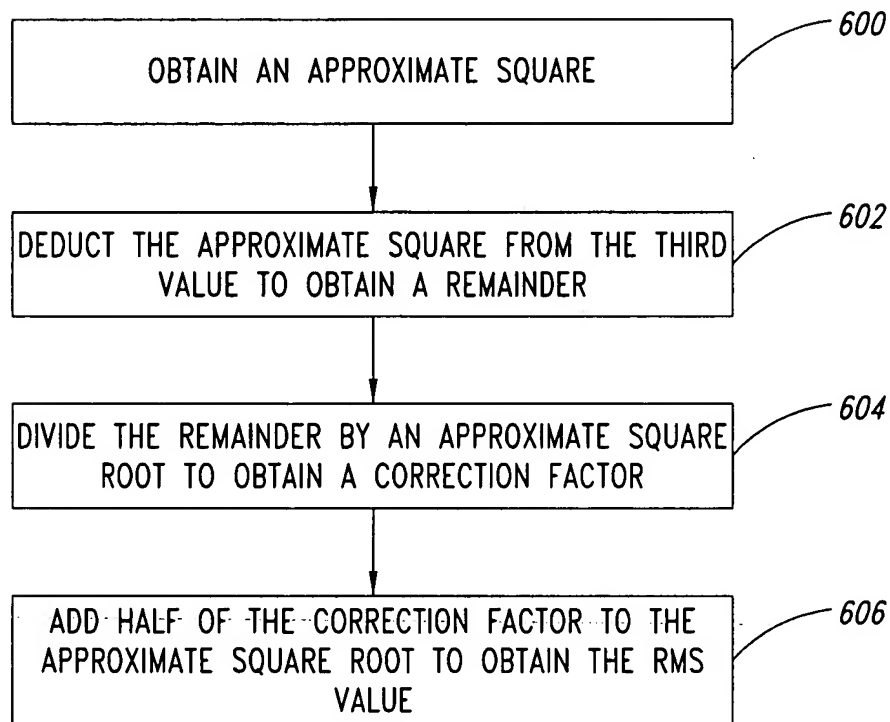 600
OBTAIN AN APPROXIMATE SQUARE
602
DEDUCT THE APPROXIMATE SQUARE FROM THE THIRD
VALUE TO OBTAIN A REMAINDER
604
DIVIDE THE REMAINDER BY AN APPROXIMATE SQUARE
ROOT TO OBTAIN A CORRECTION FACTOR
606
ADD HALF OF THE CORRECTION FACTOR TO THE
APPROXIMATE SQUARE ROOT TO OBTAIN THE RMS
VALUE